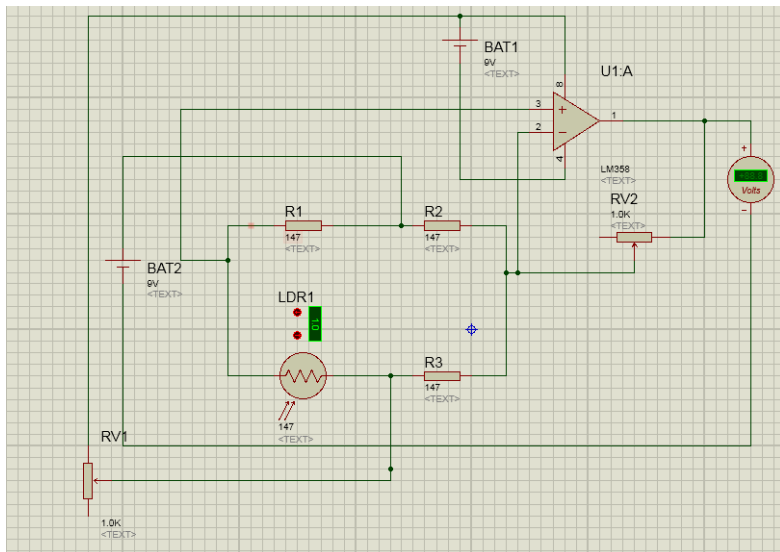 BAT1
9V
<TEXT>
U1:A
8
3
+
1
2
−
4
LM358
<TEXT>
+
Volts
−
RV2
1.0K
<TEXT>
R1
147
<TEXT>
R2
147
<TEXT>
BAT2
9V
<TEXT>
LDR1
1.0
147
<TEXT>
R3
147
<TEXT>
RV1
1.0K
<TEXT>